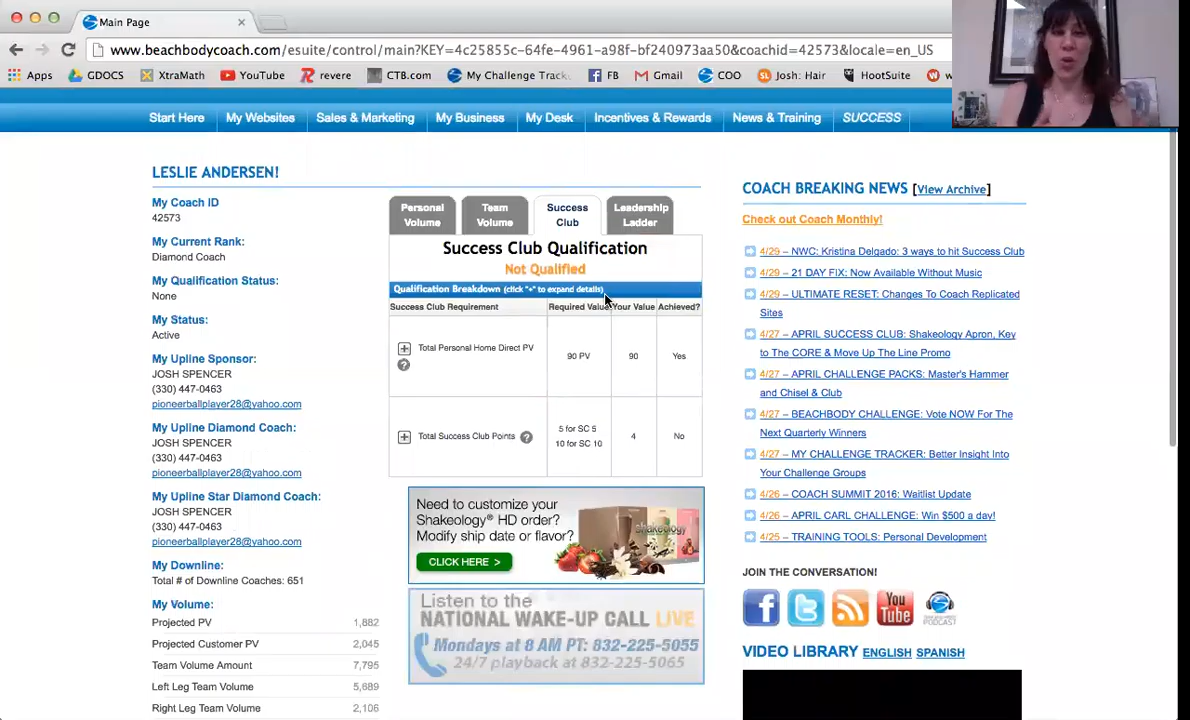 Main Page
www.beachbodycoach.com/esuite/control/main?KEY=4c25855c-64fe-4961-a98f-bf240973aa50&coachid=42573&locale=en_US
Apps GDOCS XtraMath YouTube revere CTB.com My Challenge Track FB Gmail COO Josh: Hair HootSuite w
Start Here My Websites Sales & Marketing My Business My Desk Incentives & Rewards News & Training SUCCESS
LESLIE ANDERSEN!
My Coach ID
42573
My Current Rank:
Diamond Coach
My Qualification Status:
None
My Status:
Active
My Upline Sponsor:
JOSH SPENCER
(330) 447-0463
pioneerballplayer28@yahoo.com
My Upline Diamond Coach:
JOSH SPENCER
(330) 447-0463
pioneerballplayer28@yahoo.com
My Upline Star Diamond Coach:
JOSH SPENCER
(330) 447-0463
pioneerballplayer28@yahoo.com
My Downline:
Total # of Downline Coaches: 651
My Volume:
Projected PV 1,882
Projected Customer PV 2,045
Team Volume Amount 7,795
Left Leg Team Volume 5,689
Right Leg Team Volume 2,106
Personal Volume
Team Volume
Success Club
Leadership Ladder
Success Club Qualification
Not Qualified
Qualification Breakdown (click "+" to expand details)
Success Club Requirement Required Value Your Value Achieved?
Total Personal Home Direct PV 90 PV 90 Yes
?
5 for SC 5
Total Success Club Points ? 4 No
10 for SC 10
Need to customize your
Shakeology® HD order?
Modify ship date or flavor?
CLICK HERE >
shakeology
Listen to the
NATIONAL WAKE-UP CALL LIVE
Mondays at 8 AM PT: 832-225-5055
24/7 playback at 832-225-5065
COACH BREAKING NEWS [View Archive]
Check out Coach Monthly!
4/29 – NWC: Kristina Delgado: 3 ways to hit Success Club
4/29 – 21 DAY FIX: Now Available Without Music
4/29 – ULTIMATE RESET: Changes To Coach Replicated
Sites
4/27 – APRIL SUCCESS CLUB: Shakeology Apron, Key
to The CORE & Move Up The Line Promo
4/27 – APRIL CHALLENGE PACKS: Master's Hammer
and Chisel & Club
4/27 – BEACHBODY CHALLENGE: Vote NOW For The
Next Quarterly Winners
4/27 – MY CHALLENGE TRACKER: Better Insight Into
Your Challenge Groups
4/26 – COACH SUMMIT 2016: Waitlist Update
4/26 – APRIL CARL CHALLENGE: Win $500 a day!
4/25 – TRAINING TOOLS: Personal Development
JOIN THE CONVERSATION!
You
Tube
PODCAST
VIDEO LIBRARY ENGLISH SPANISH